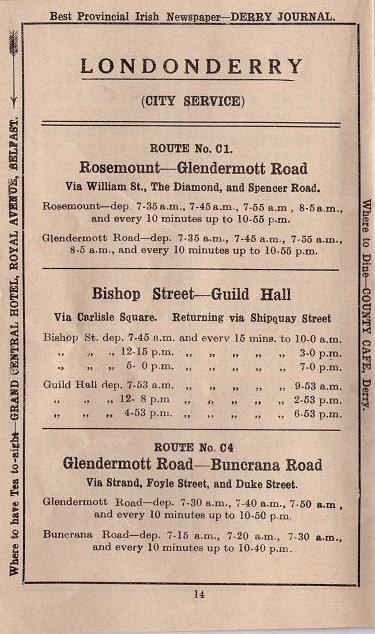 Best Provincial Irish Newspaper—DERRY JOURNAL.
LONDONDERRY
(CITY SERVICE)
ROUTE No. C1.
Rosemount—Glendermott Road
Via William St., The Diamond, and Spencer Road.
Rosemount—dep. 7-35 a.m., 7-45 a.m., 7-55 a.m , 8-5 a.m.,
and every 10 minutes up to 10-55 p.m.
Glendermott Road—dep. 7-35 a.m., 7-45 a.m., 7-55 a.m.,
8-5 a.m., and every 10 minutes up to 10-55 p.m.
Bishop Street—Guild Hall
Via Carlisle Square. Returning via Shipquay Street
Bishop St. dep. 7-45 a.m. and every 15 mins. to 10-0 a.m.
„ „ „ 12-15 p.m. „ „ „ „ „ 3-0 p.m.
„ „ „ 5- 0 p.m. „ „ „ „ „ 7-0 p.m.
Guild Hall dep. 7-53 a.m. „ „ „ „ „ 9-53 a.m.
„ „ „ 12- 8 p.m „ „ „ „ „ 2-53 p.m.
„ „ „ 4-53 p.m. „ „ „ „ „ 6-53 p.m.
ROUTE No. C4
Glendermott Road—Buncrana Road
Via Strand, Foyle Street, and Duke Street.
Glendermott Road—dep. 7-30 a.m., 7-40 a.m., 7-50 a.m ,
and every 10 minutes up to 10-50 p.m.
Buncrana Road—dep. 7-15 a.m., 7-20 a.m., 7-30 a.m.,
and every 10 minutes up to 10-40 p.m.
14
Where to have Tea to-night—GRAND CENTRAL HOTEL, ROYAL AVENUE, BELFAST.
Where to Dine—COUNTY CAFE, Derry.